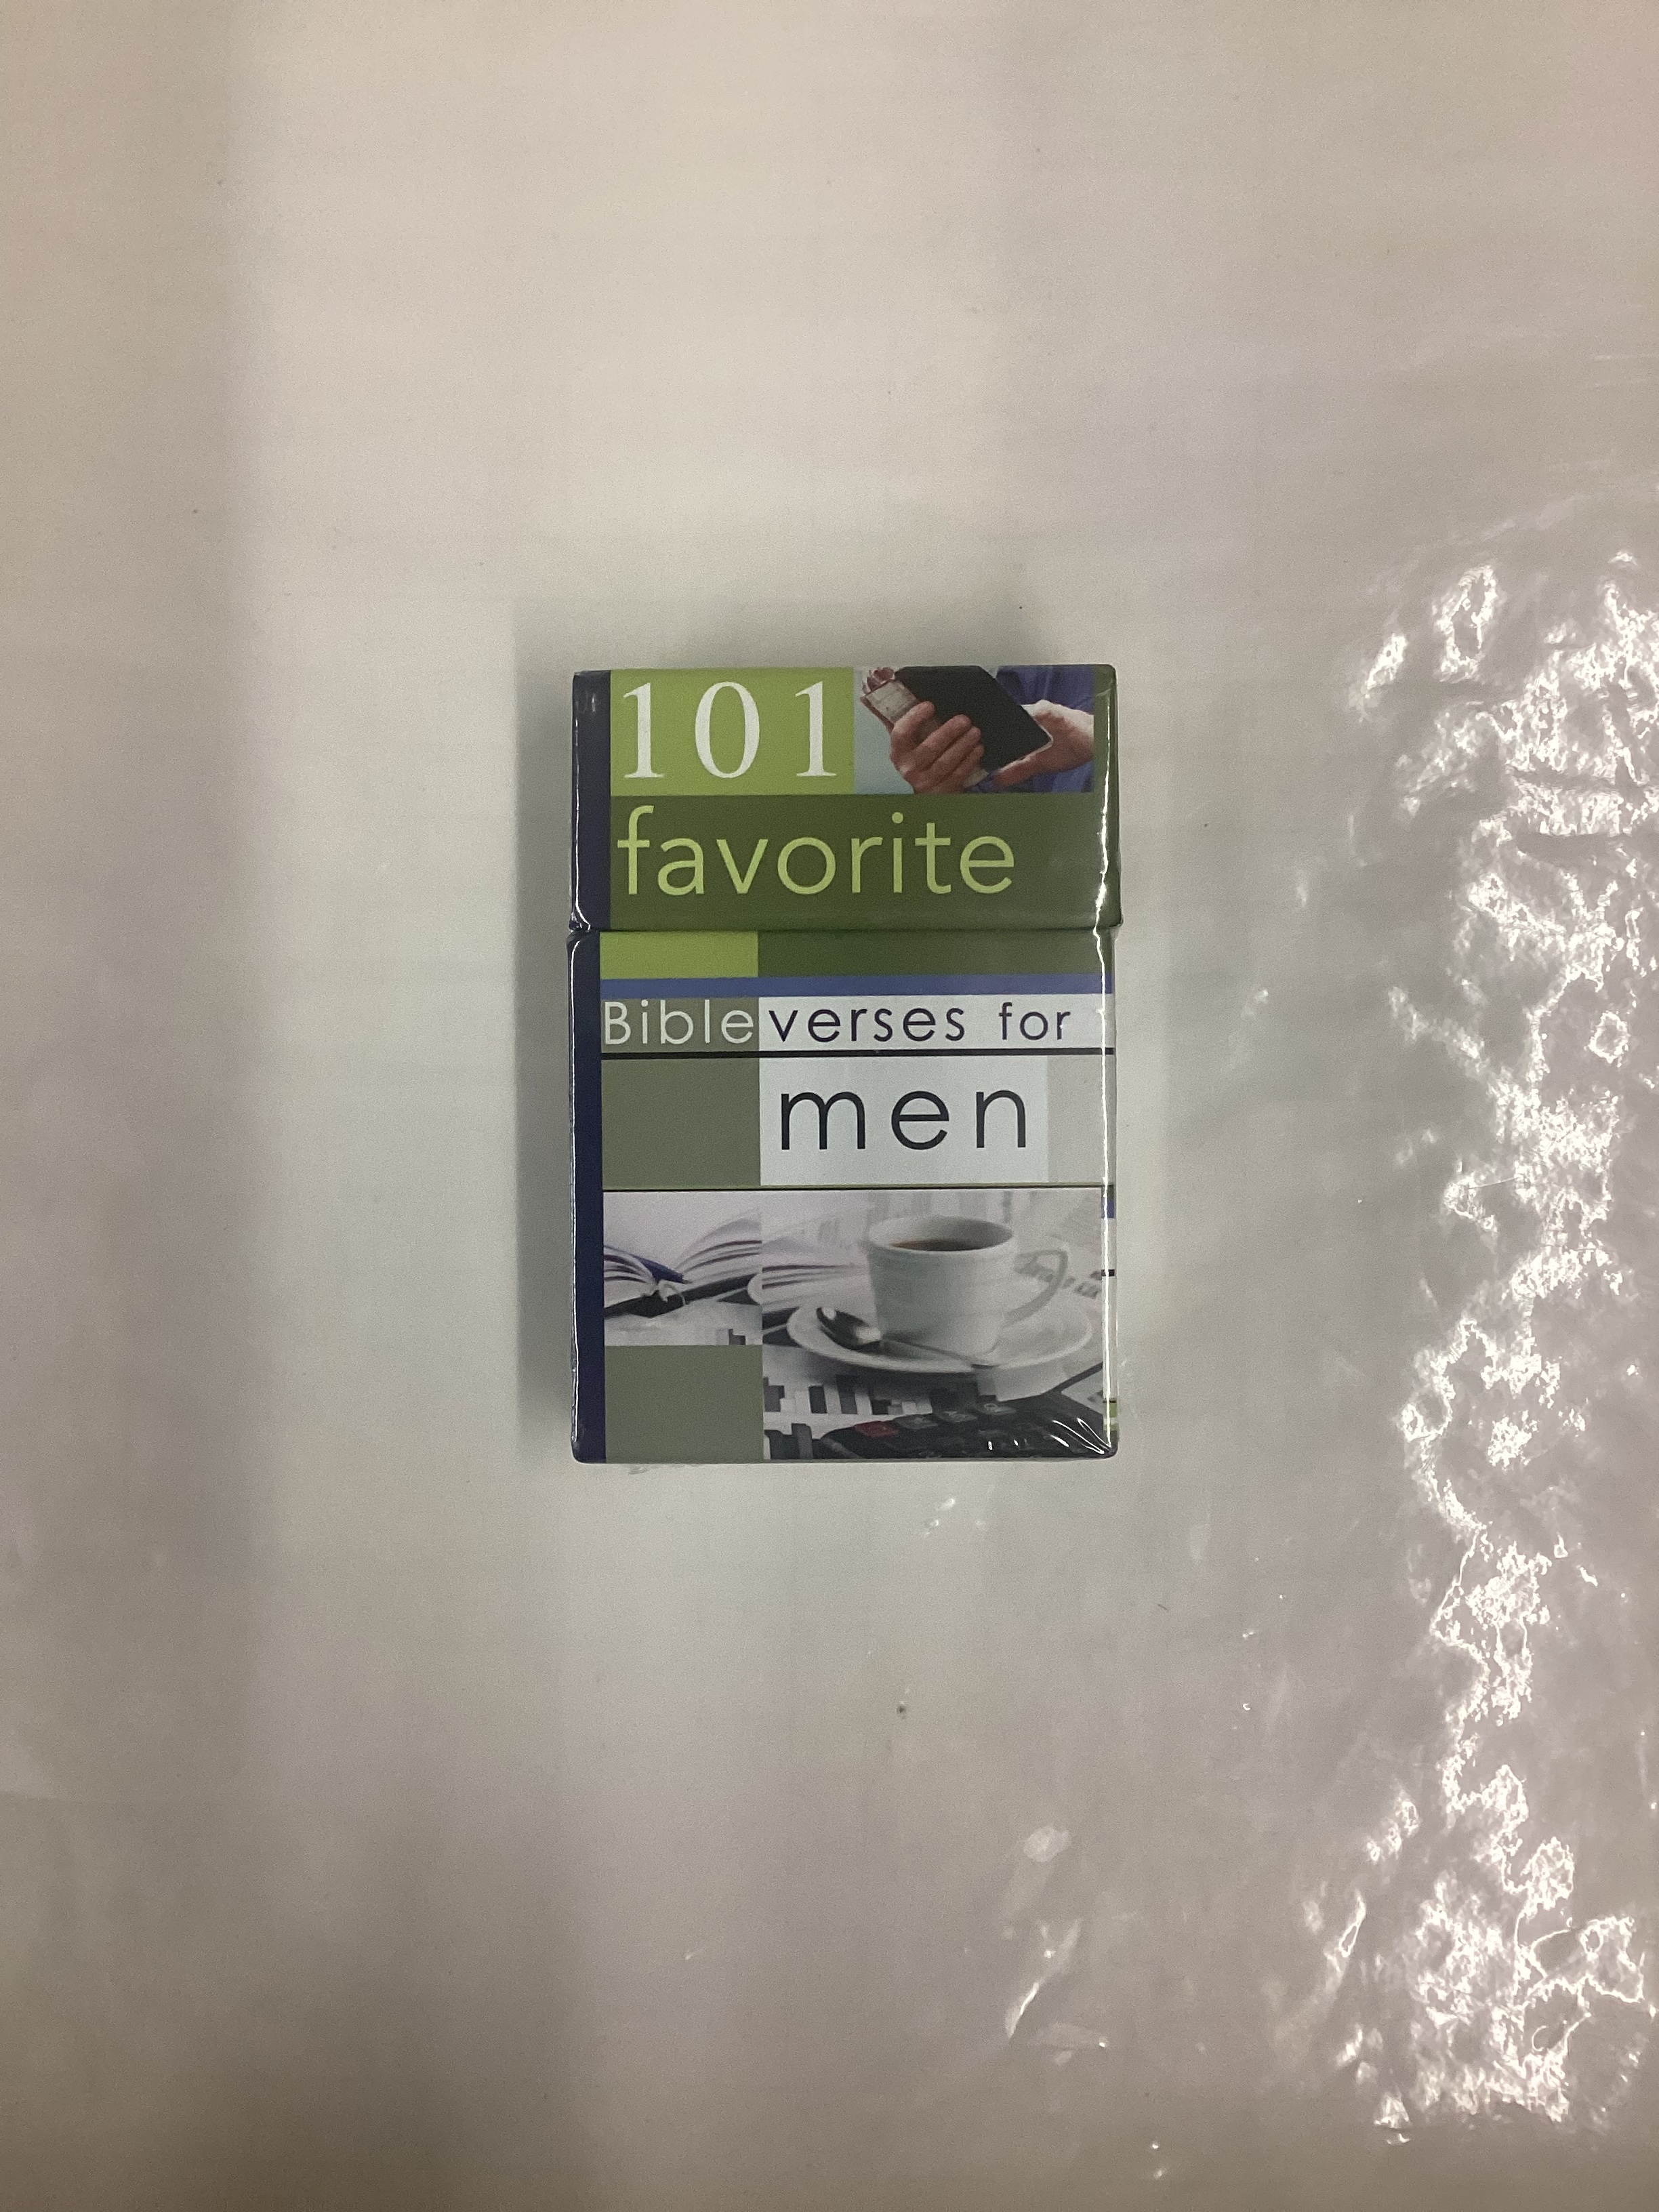 101
favorite
Bible verses for
men